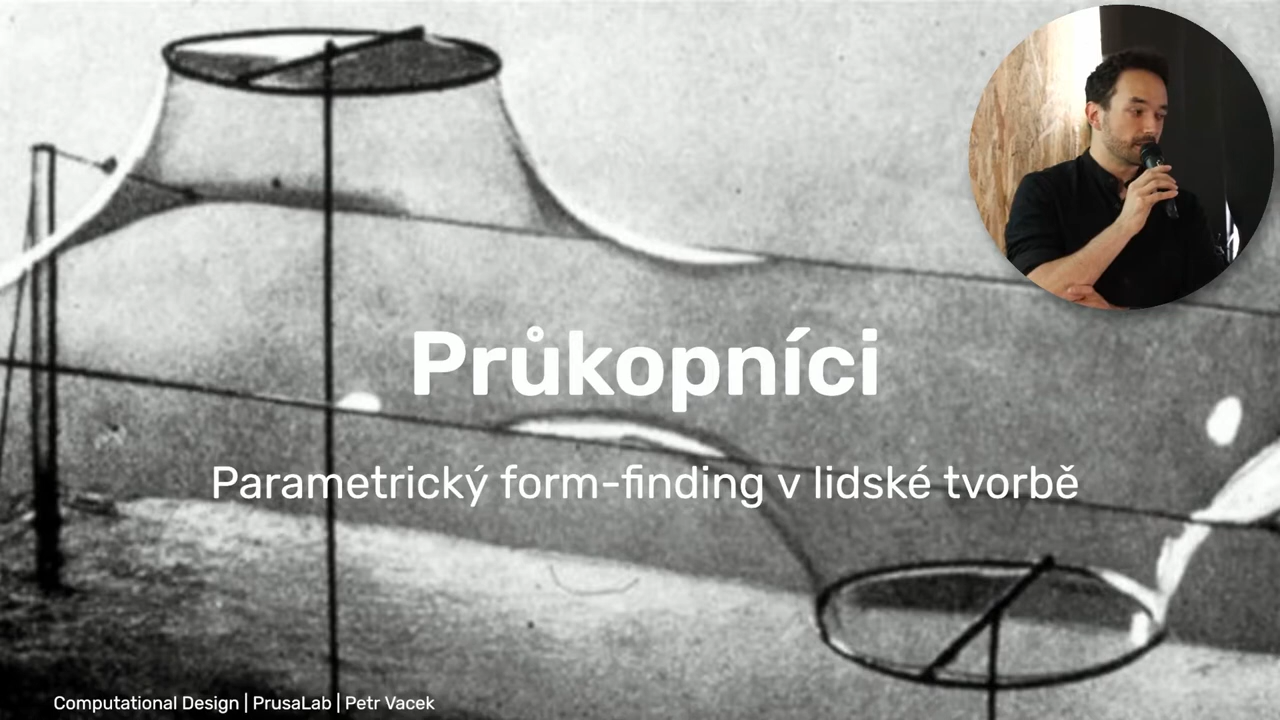 Průkopníci
Parametrický form-finding v lidské tvorbě
Computational Design | PrusaLab | Petr Vacek